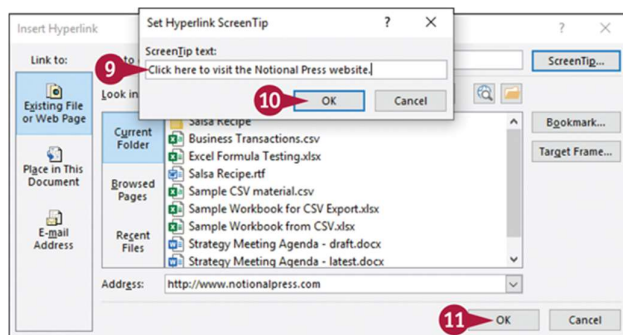 Insert Hyperlink
? ×
Set Hyperlink ScreenTip ? ×
Link to:
ScreenTip text:
9
Click here to visit the Notional Press website.
ScreenTip...
10
OK Cancel
Existing File
or Web Page
Place in This
Document
E-mail
Address
Look in
Current
Folder
Browsed
Pages
Recent
Files
Salsa Recipe
Business Transactions.csv
Excel Formula Testing.xlsx
Salsa Recipe.rtf
Sample CSV material.csv
Sample Workbook for CSV Export.xlsx
Sample Workbook from CSV.xlsx
Strategy Meeting Agenda - draft.docx
Strategy Meeting Agenda - latest.docx
Bookmark...
Target Frame...
Address: http://www.notionalpress.com
11
OK Cancel